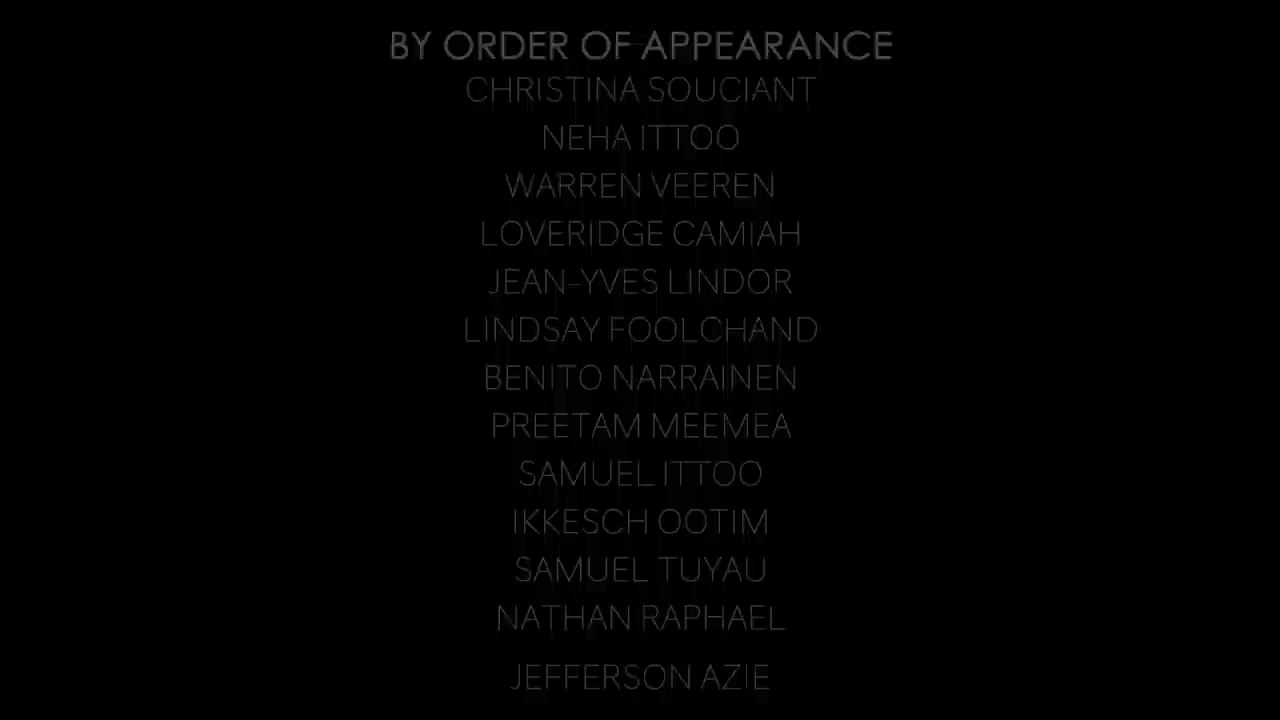 BY ORDER OF APPEARANCE
CHRISTINA SOUCIANT
NEHA ITTOO
WARREN VEEREN
LOVERIDGE CAMIAH
JEAN-YVES LINDOR
LINDSAY FOOLCHAND
BENITO NARRAINEN
PREETAM MEEMEA
SAMUEL ITTOO
IKKESCH OOTIM
SAMUEL TUYAU
NATHAN RAPHAEL
JEFFERSON AZIE